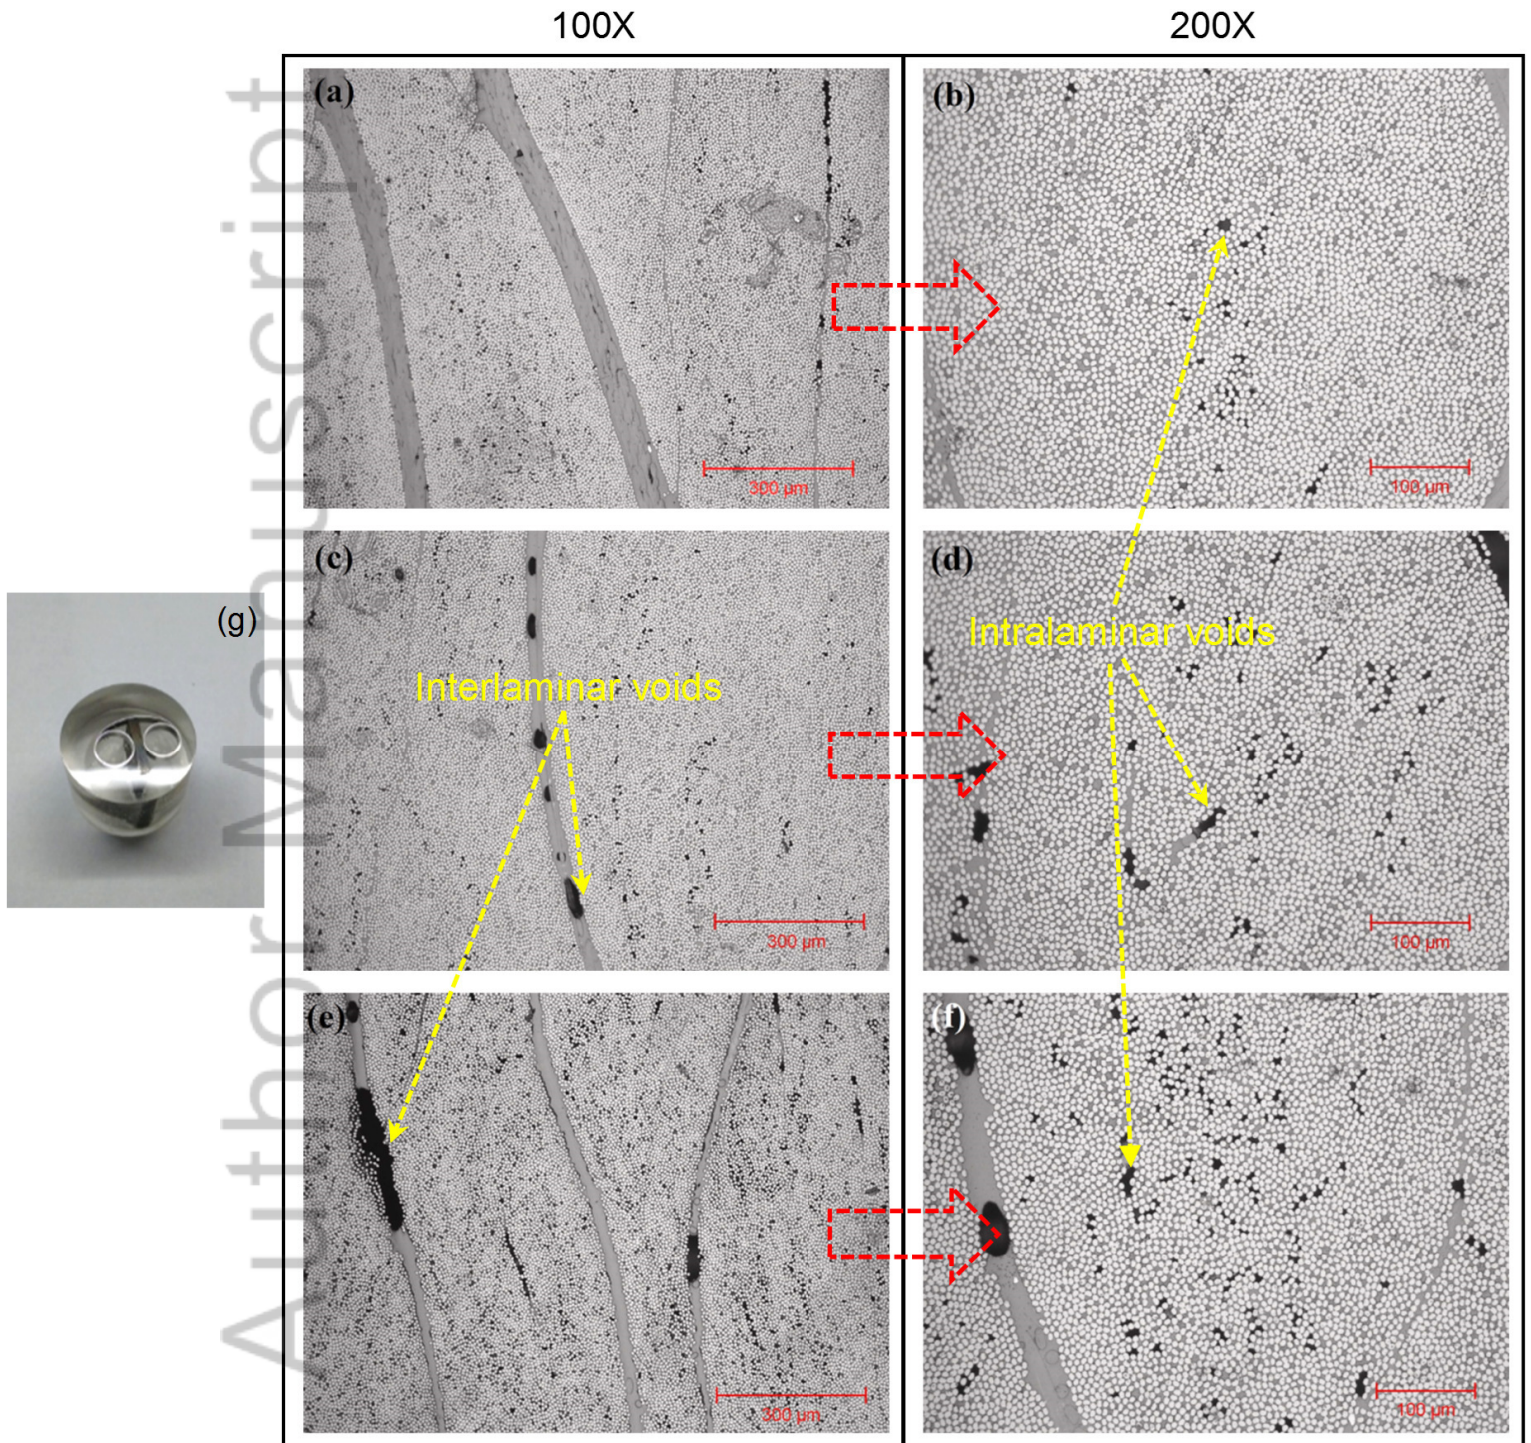 100X
200X
(a)
300 µm
(b)
100 µm
(c)
Interlaminar voids
300 µm
(d)
Intralaminar voids
100 µm
(e)
300 µm
(f)
100 µm
(g)
Author Manuscript